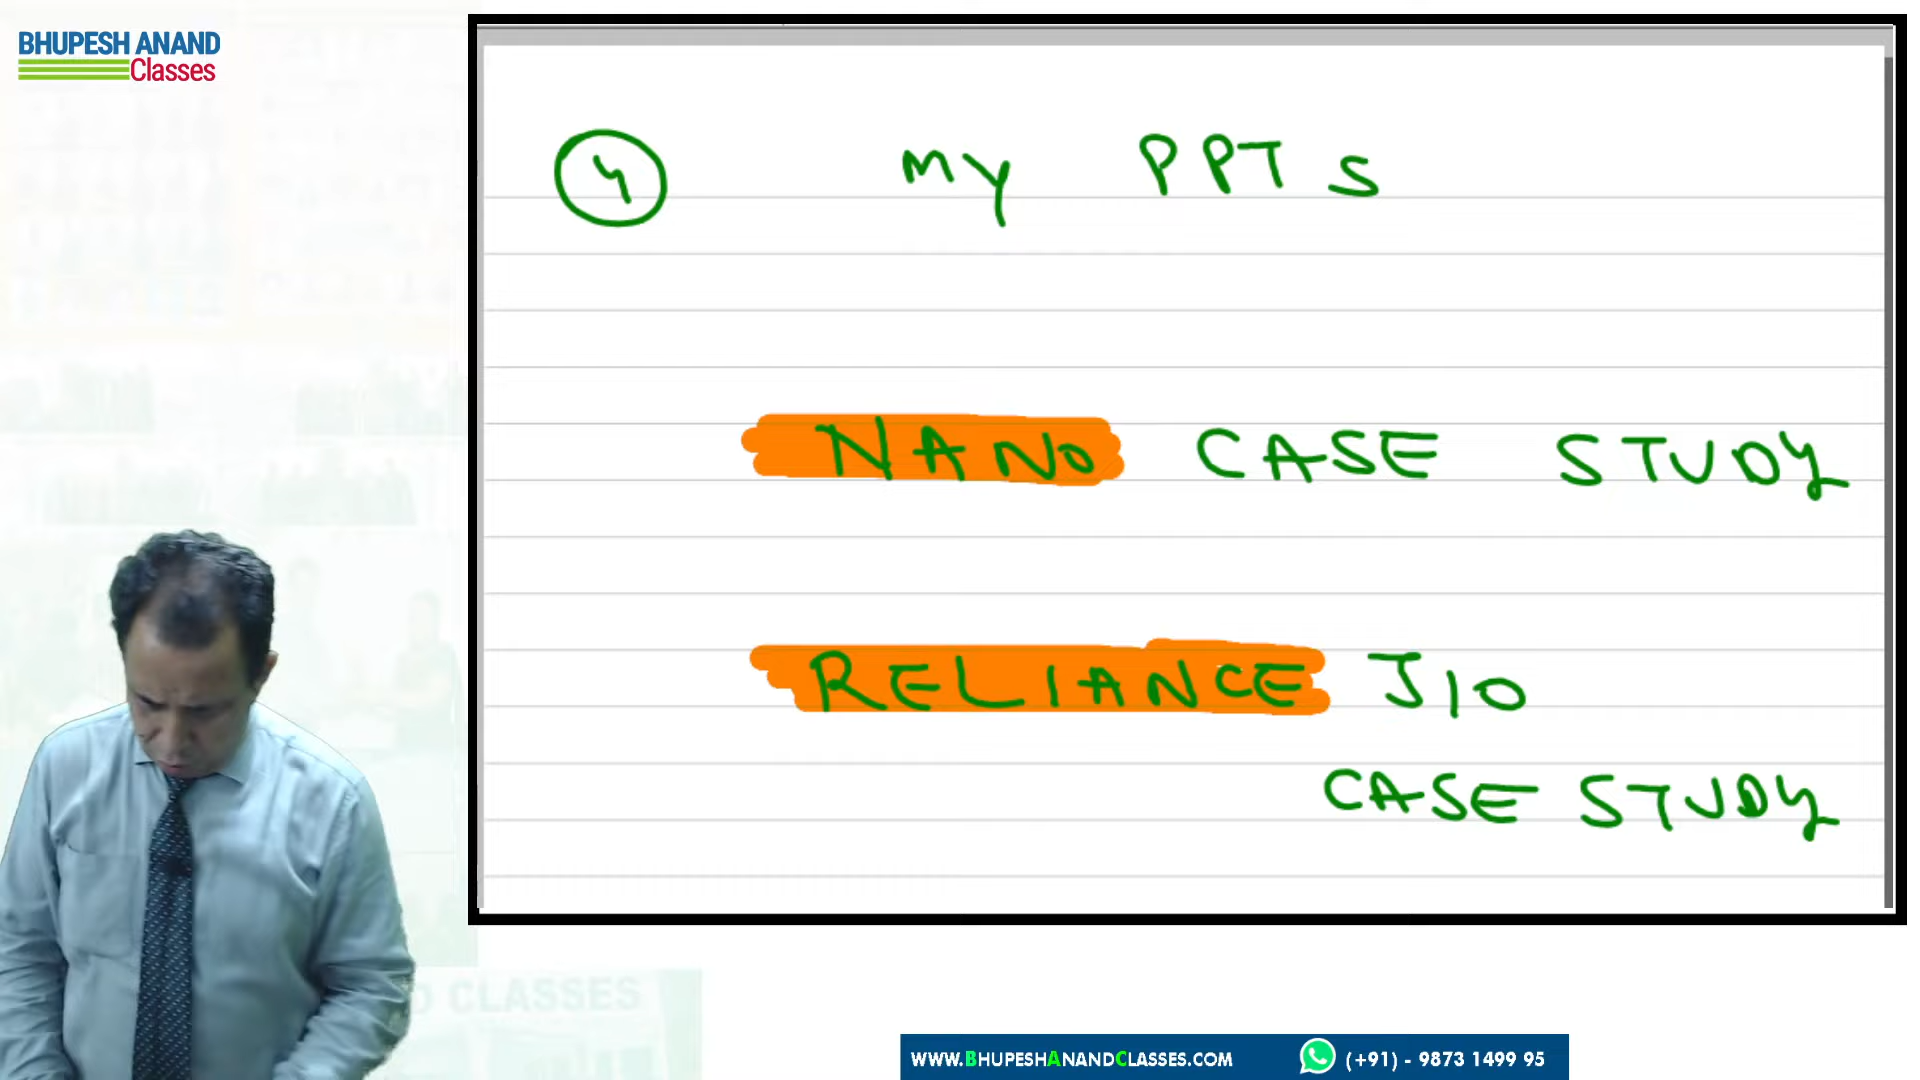 BHUPESH ANAND
Classes
4 MY PPTS
NANO CASE STUDY
RELIANCE JIO
CASE STUDY
D CLASSES
WWW.BHUPESHANANDCLASSES.COM (+91) - 9873 1499 95